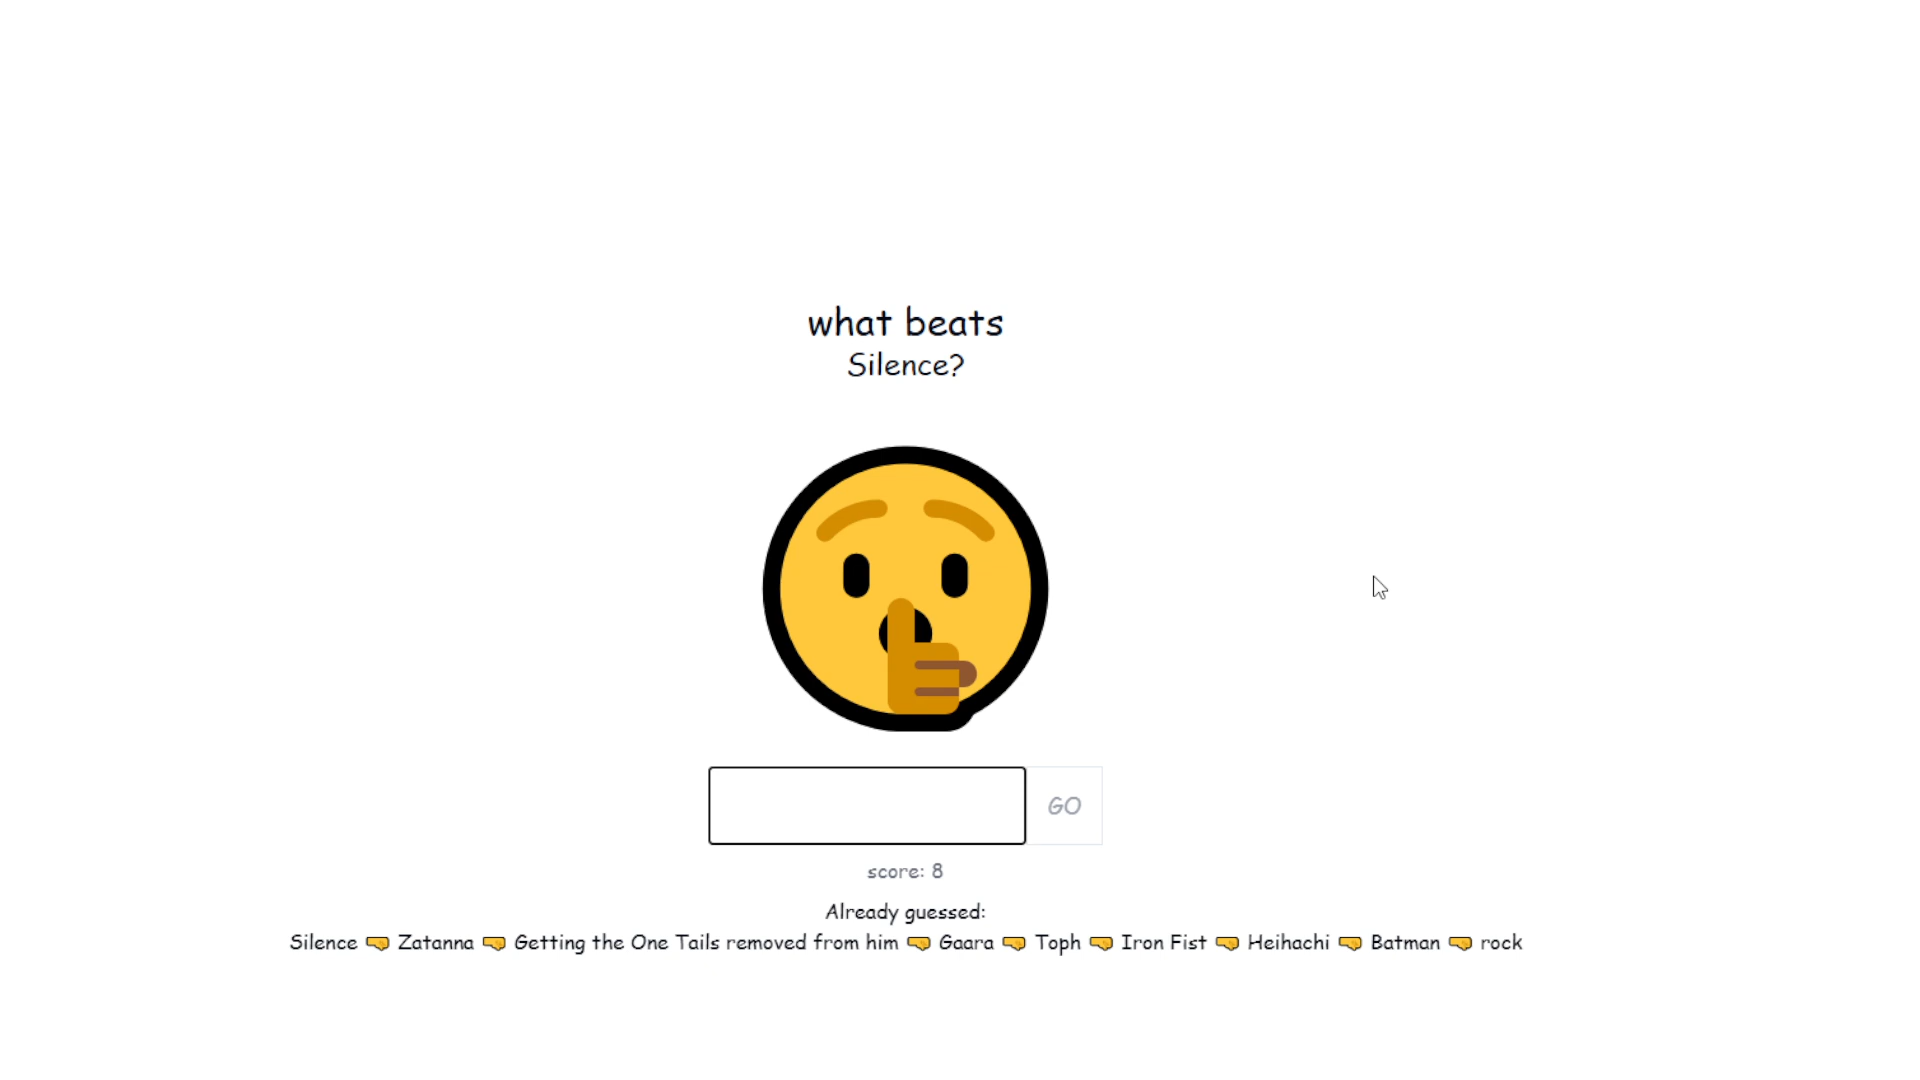 what beats
Silence?
GO
score: 8
Already guessed:
Silence 🤜 Zatanna 🤜 Getting the One Tails removed from him 🤜 Gaara 🤜 Toph 🤜 Iron Fist 🤜 Heihachi 🤜 Batman 🤜 rock